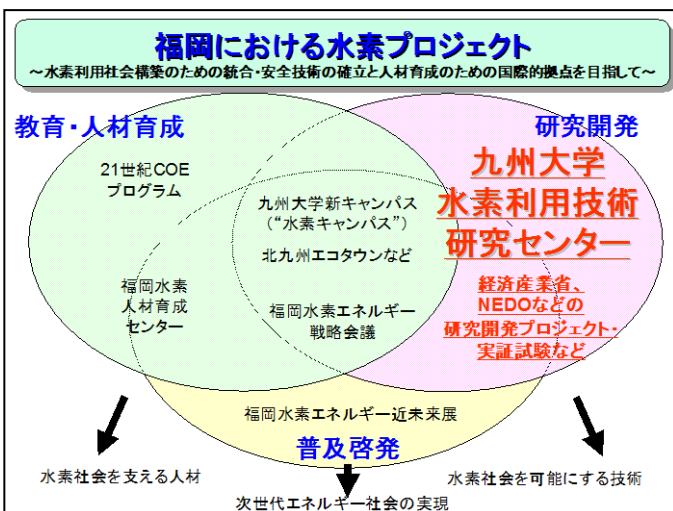 福岡における水素プロジェクト
~水素利用社会構築のための統合・安全技術の確立と人材育成のための国際的拠点を目指して~
教育・人材育成
研究開発
21世紀COE
プログラム
九州大学新キャンパス
(“水素キャンパス”)
北九州エコタウンなど
九州大学
水素利用技術
研究センター
福岡水素
人材育成
センター
福岡水素エネルギー
戦略会議
経済産業省、
NEDOなどの
研究開発プロジェクト・
実証試験など
福岡水素エネルギー近未来展
普及啓発
水素社会を支える人材
次世代エネルギー社会の実現
水素社会を可能にする技術